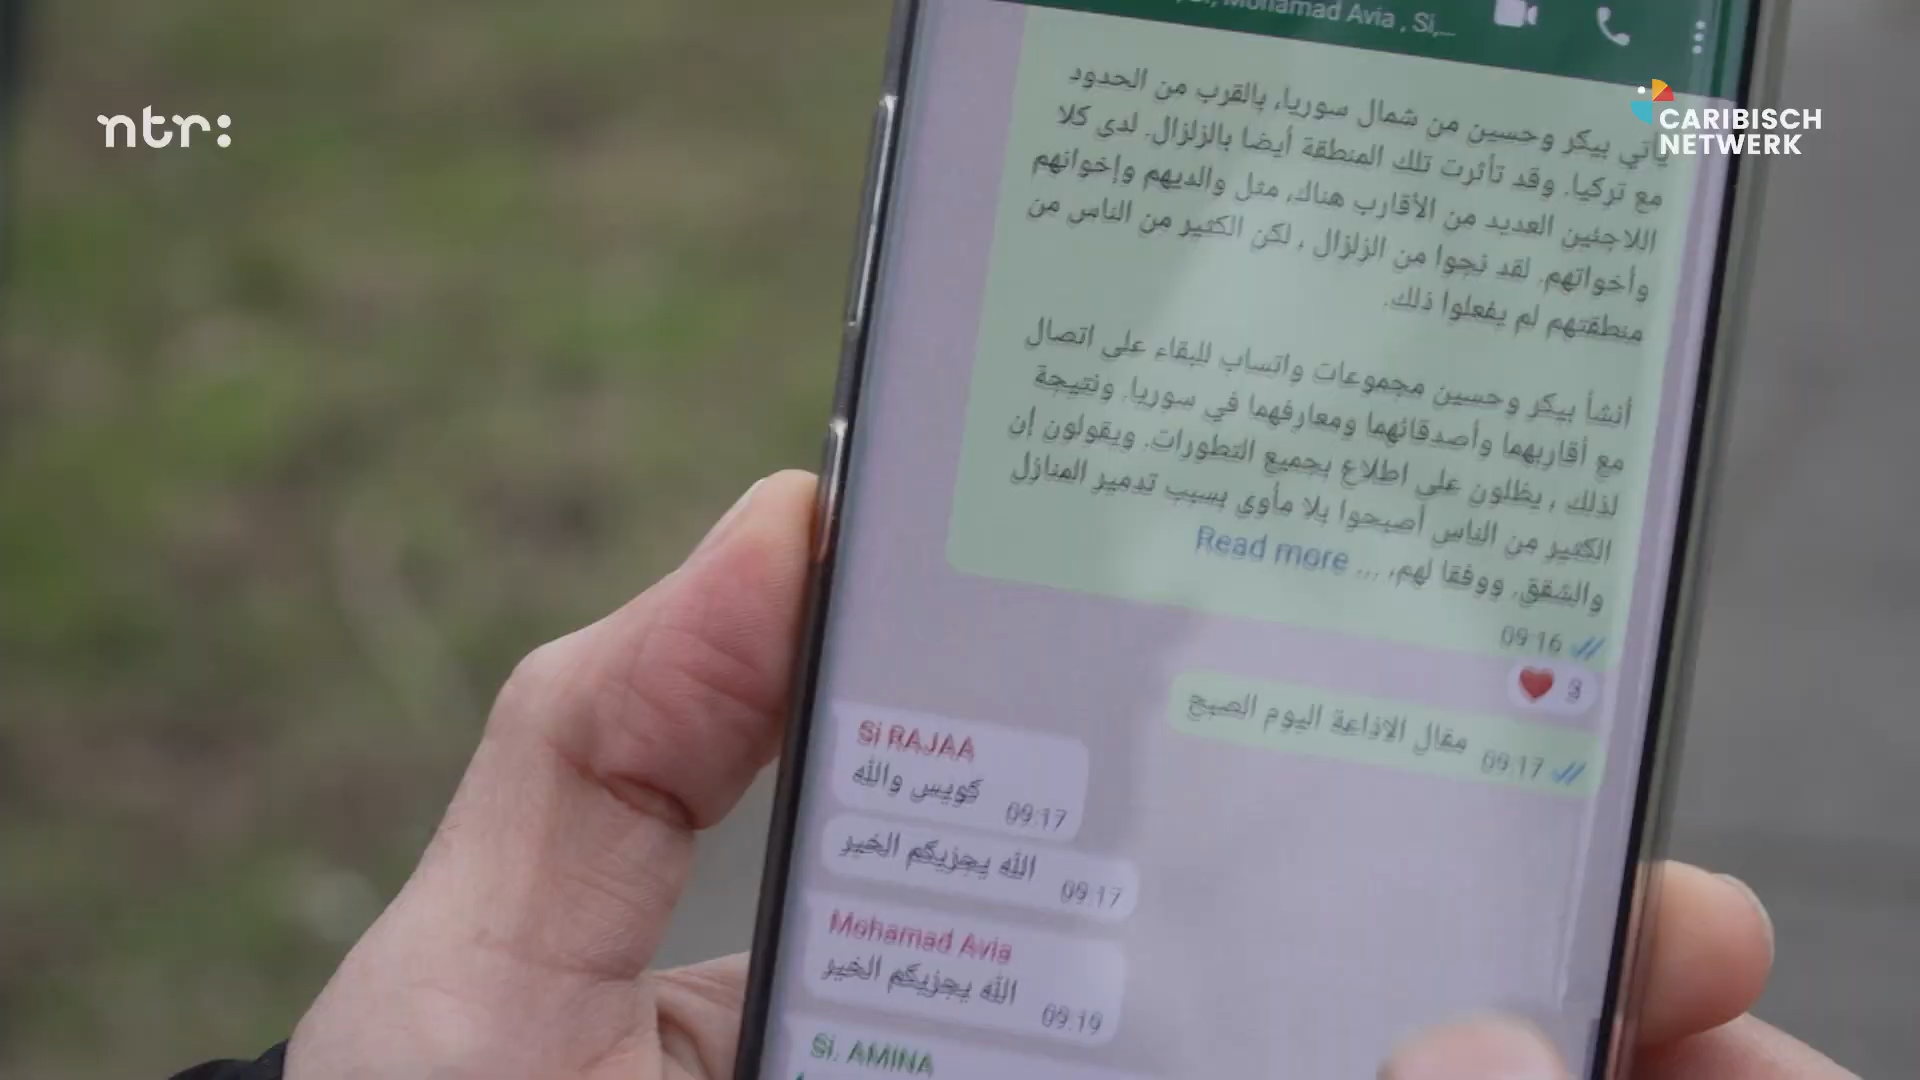 ntr:
CARIBISCH
NETWERK
Mohamad Avia , Si,...
يأتي بيكر وحسين من شمال سوريا، بالقرب من الحدود
مع تركيا. وقد تأثرت تلك المنطقة أيضا بالزلزال. لدى كلا
اللاجئين العديد من الأقارب هناك، مثل والديهم وإخوانهم
وأخواتهم. لقد نجوا من الزلزال ، لكن الكثير من الناس من
منطقتهم لم يفعلوا ذلك.
أنشأ بيكر وحسين مجموعات واتساب للبقاء على اتصال
مع أقاربهما وأصدقائهما ومعارفهما في سوريا. ونتيجة
لذلك ، يظلون على اطلاع بجميع التطورات. ويقولون إن
الكثير من الناس أصبحوا بلا مأوى بسبب تدمير المنازل
والشقق. ووفقا لهم، ... Read more
09:16
3
مقال الاذاعة اليوم الصبح
09:17
Si RAJAA
كويس والله
09:17
الله يجزيكم الخير
09:17
Mohamad Avia
الله يجزيكم الخير
09:19
Si. AMINA